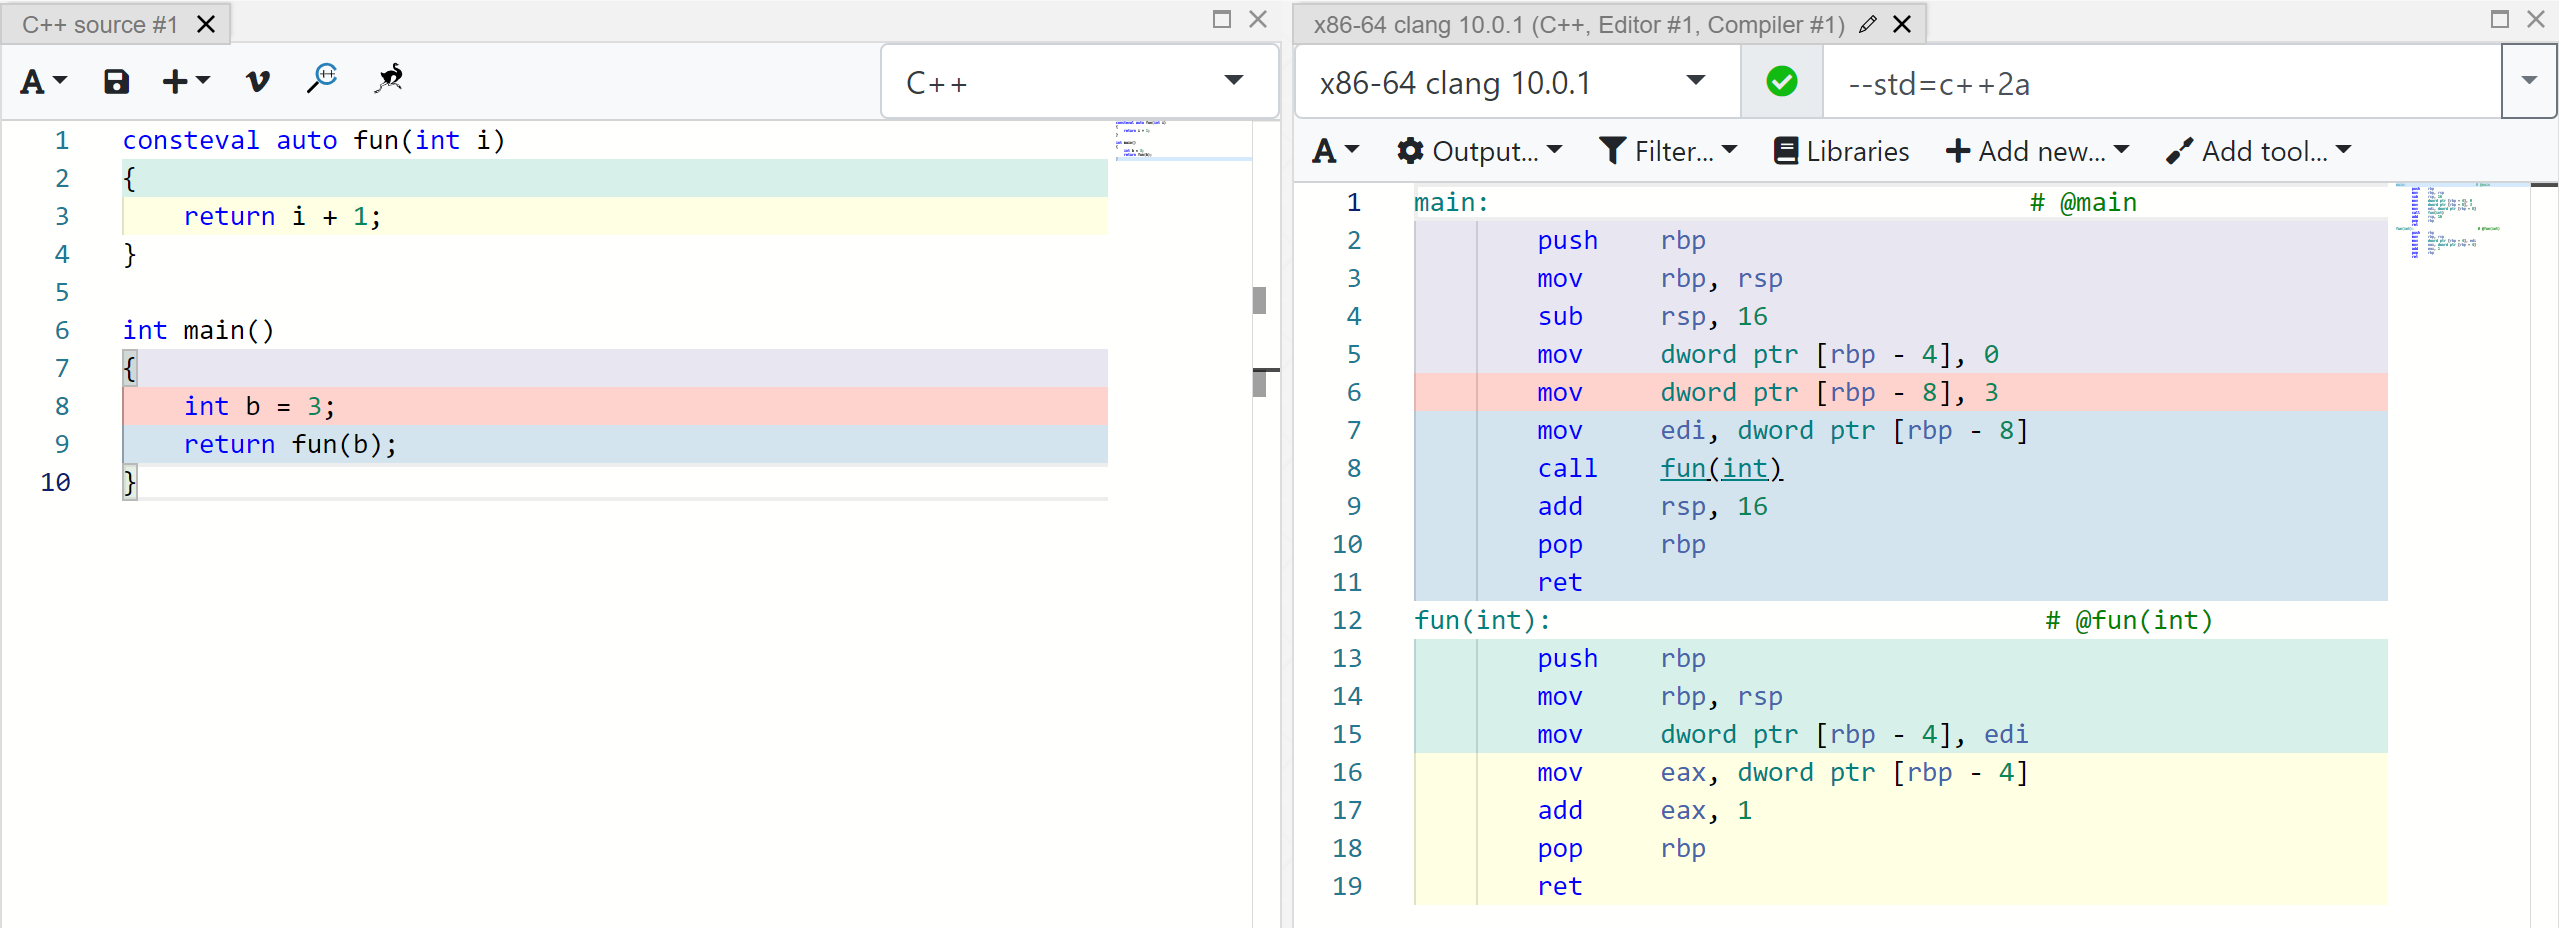 C++ source #1
C++
1 consteval auto fun(int i)
2 {
3 return i + 1;
4 }
5
6 int main()
7 {
8 int b = 3;
9 return fun(b);
10 }
x86-64 clang 10.0.1 (C++, Editor #1, Compiler #1)
x86-64 clang 10.0.1 --std=c++2a
A Output... Filter... Libraries Add new... Add tool...
1 main: # @main
2 push rbp
3 mov rbp, rsp
4 sub rsp, 16
5 mov dword ptr [rbp - 4], 0
6 mov dword ptr [rbp - 8], 3
7 mov edi, dword ptr [rbp - 8]
8 call fun(int)
9 add rsp, 16
10 pop rbp
11 ret
12 fun(int): # @fun(int)
13 push rbp
14 mov rbp, rsp
15 mov dword ptr [rbp - 4], edi
16 mov eax, dword ptr [rbp - 4]
17 add eax, 1
18 pop rbp
19 ret